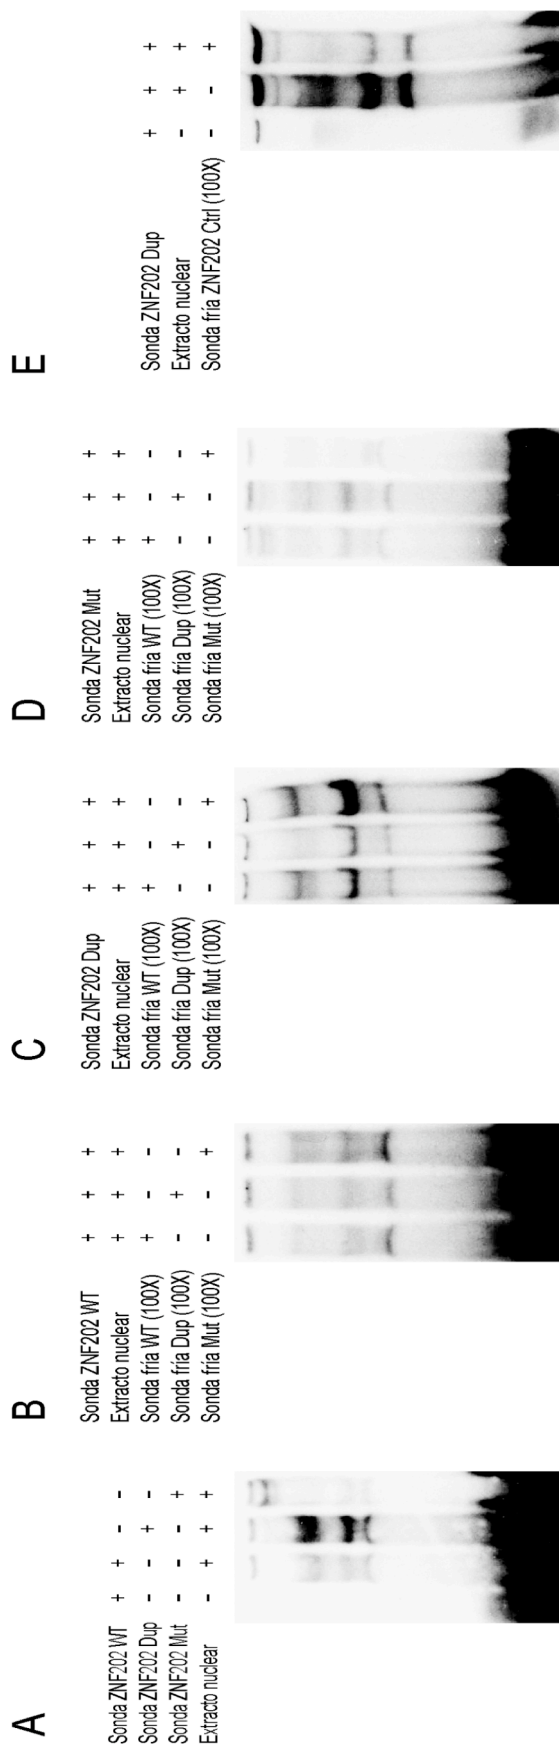 A
Sonda ZNF202 WT + + - -
Sonda ZNF202 Dup - - + -
Sonda ZNF202 Mut - - - +
Extracto nuclear - + + +
B
Sonda ZNF202 WT + + +
Extracto nuclear + + +
Sonda fría WT (100X) + - -
Sonda fría Dup (100X) - + -
Sonda fría Mut (100X) - - +
C
Sonda ZNF202 Dup + + +
Extracto nuclear + + +
Sonda fría WT (100X) + - -
Sonda fría Dup (100X) - + -
Sonda fría Mut (100X) - - +
D
Sonda ZNF202 Mut + + +
Extracto nuclear + + +
Sonda fría WT (100X) + - -
Sonda fría Dup (100X) - + -
Sonda fría Mut (100X) - - +
E
Sonda ZNF202 Dup + + +
Extracto nuclear - + +
Sonda fría ZNF202 Ctrl (100X) - - +